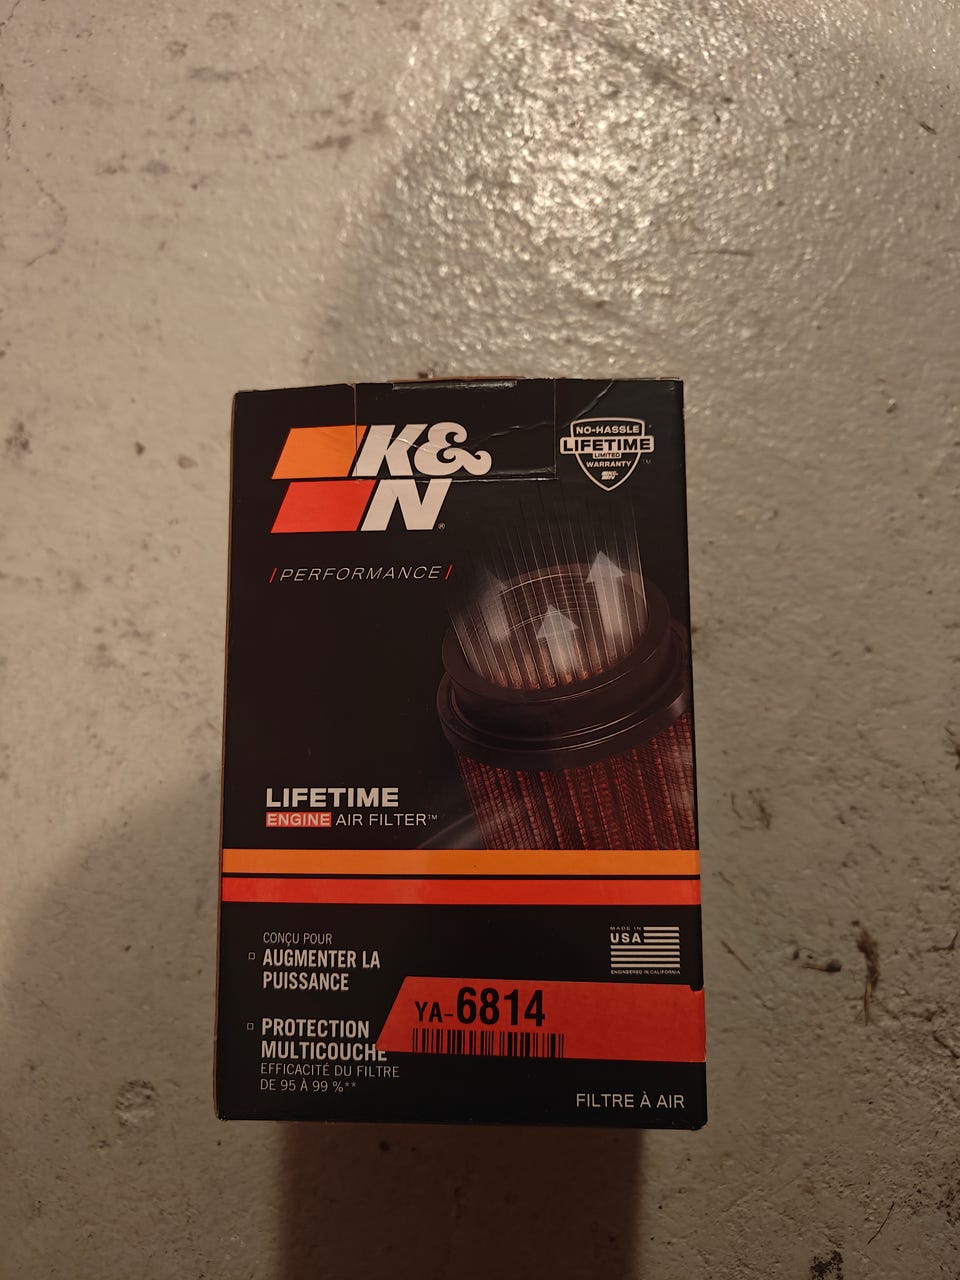 K&
N®
/PERFORMANCE/
NO-HASSLE
LIFETIME
LIMITED
WARRANTY
K&N
LIFETIME
ENGINE AIR FILTER™
CONÇU POUR
AUGMENTER LA
PUISSANCE
PROTECTION
MULTICOUCHE
EFFICACITÉ DU FILTRE
DE 95 À 99 %**
MADE IN
USA
ENGINEERED IN CALIFORNIA
YA-6814
FILTRE À AIR